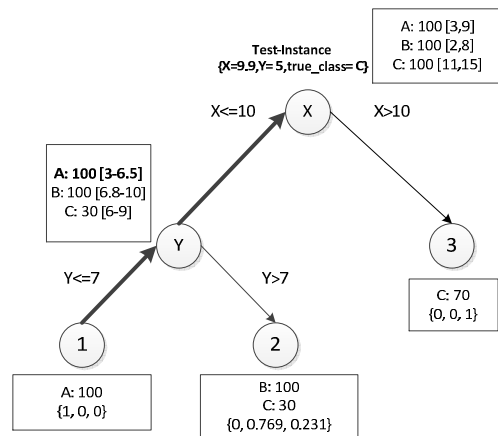 Test-Instance
{X=9.9,Y= 5,true_class= C}
A: 100 [3,9]
B: 100 [2,8]
C: 100 [11,15]
X<=10
X
X>10
A: 100 [3-6.5]
B: 100 [6.8-10]
C: 30 [6-9]
Y
3
Y<=7
Y>7
C: 70
{0, 0, 1}
1
2
A: 100
{1, 0, 0}
B: 100
C: 30
{0, 0.769, 0.231}